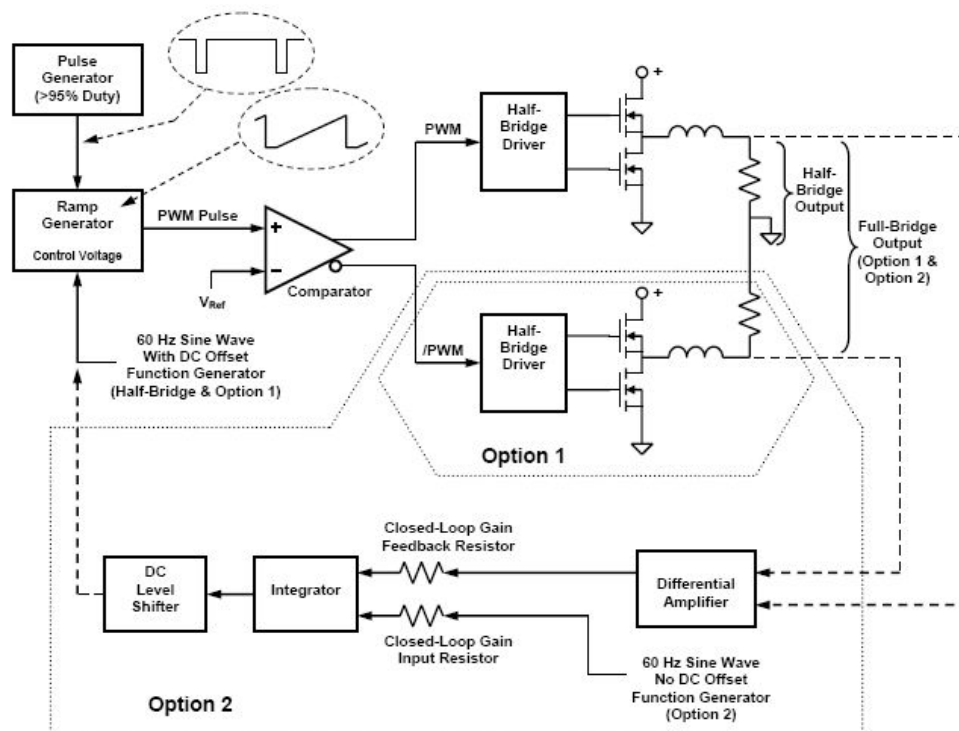 Pulse
Generator
(>95% Duty)
Ramp
Generator
Control Voltage
PWM Pulse
+
−
V_Ref
Comparator
60 Hz Sine Wave
With DC Offset
Function Generator
(Half-Bridge & Option 1)
PWM
Half-
Bridge
Driver
+
Half-
Bridge
Output
Full-Bridge
Output
(Option 1 &
Option 2)
/PWM
Half-
Bridge
Driver
+
Option 1
Closed-Loop Gain
Feedback Resistor
DC
Level
Shifter
Integrator
Differential
Amplifier
Closed-Loop Gain
Input Resistor
60 Hz Sine Wave
No DC Offset
Function Generator
(Option 2)
Option 2